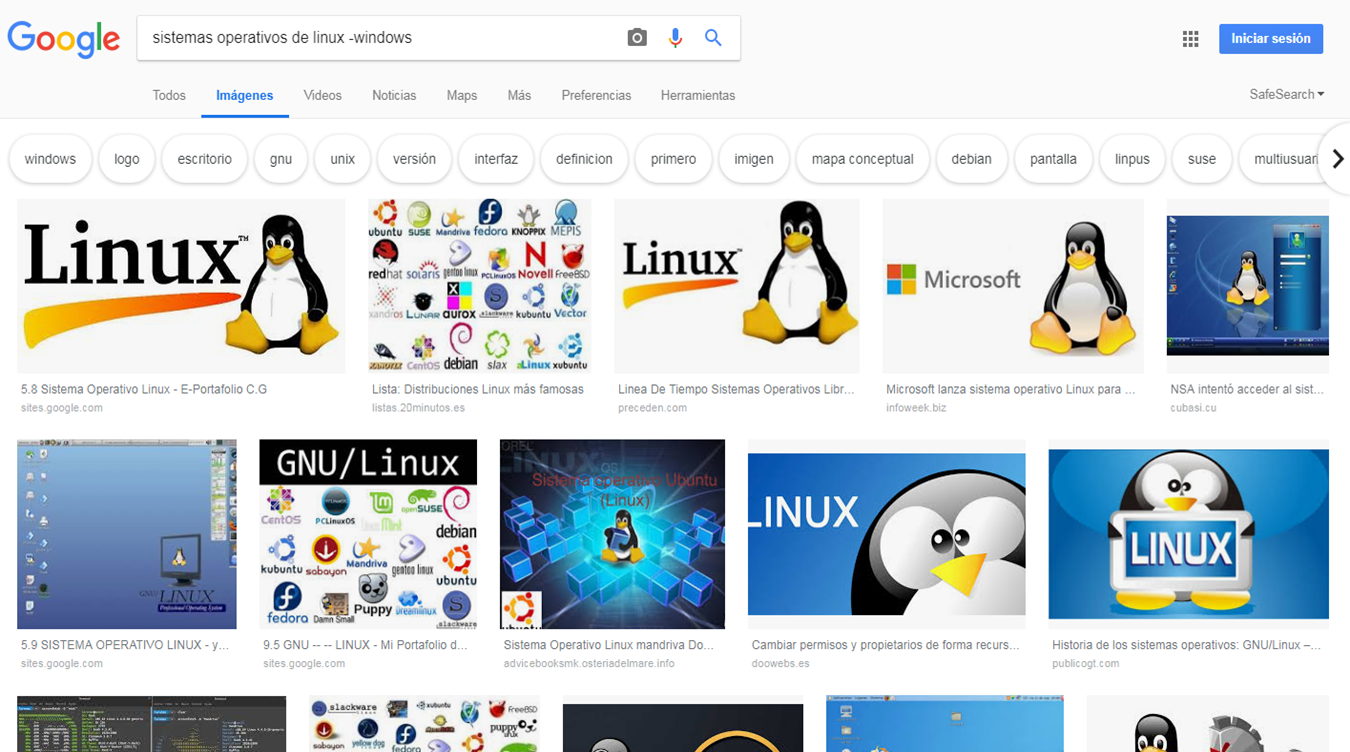 Google
sistemas operativos de linux -windows
Iniciar sesión
Todos Imágenes Videos Noticias Maps Más Preferencias Herramientas
SafeSearch
windows logo escritorio gnu unix versión interfaz definicion primero imigen mapa conceptual debian pantalla linpus suse multiusuari
Linux™
ubuntu SUSE Mandriva fedora KNOPPIX MEPIS
redhat solaris gentoo linux PCLinuxOS Novell FreeBSD
xandros LUNAR aurox slackware kubuntu Vector
KANOTIX CentOS debian slax aLinux xubuntu
Linux™
Microsoft
5.8 Sistema Operativo Linux - E-Portafolio C.G
sites.google.com
Lista: Distribuciones Linux más famosas
listas.20minutos.es
Linea De Tiempo Sistemas Operativos Libr...
preceden.com
Microsoft lanza sistema operativo Linux para ...
infoweek.biz
NSA intentó acceder al sist...
cubasi.cu
GNU/LINUX
Professional Operating System
GNU/Linux
CentOS PCLinuxOS Linux Mint openSUSE debian
kubuntu sabayon Mandriva gentoo linux ubuntu
fedora Damn Small Puppy Dreamlinux slackware
LINUX OS
Sistema operativo Ubuntu
(Linux)
ubuntu
LINUX
LINUX
5.9 SISTEMA OPERATIVO LINUX - y...
sites.google.com
9.5 GNU -- -- LINUX - Mi Portafolio d...
sites.google.com
Sistema Operativo Linux mandriva Do...
advicebooksmk.osteriadelmare.info
Cambiar permisos y propietarios de forma recurs...
doowebs.es
Historia de los sistemas operativos: GNU/Linux –...
publicogt.com
slackware kubuntu FreeBSD
sabayon yellow dog fedora puppy